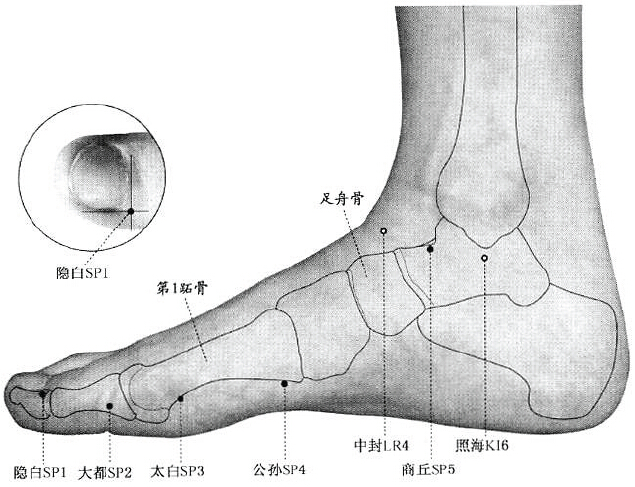 足舟骨
隐白SP1
第1跖骨
中封LR4
照海KI6
隐白SP1
大都SP2
太白SP3
公孙SP4
商丘SP5